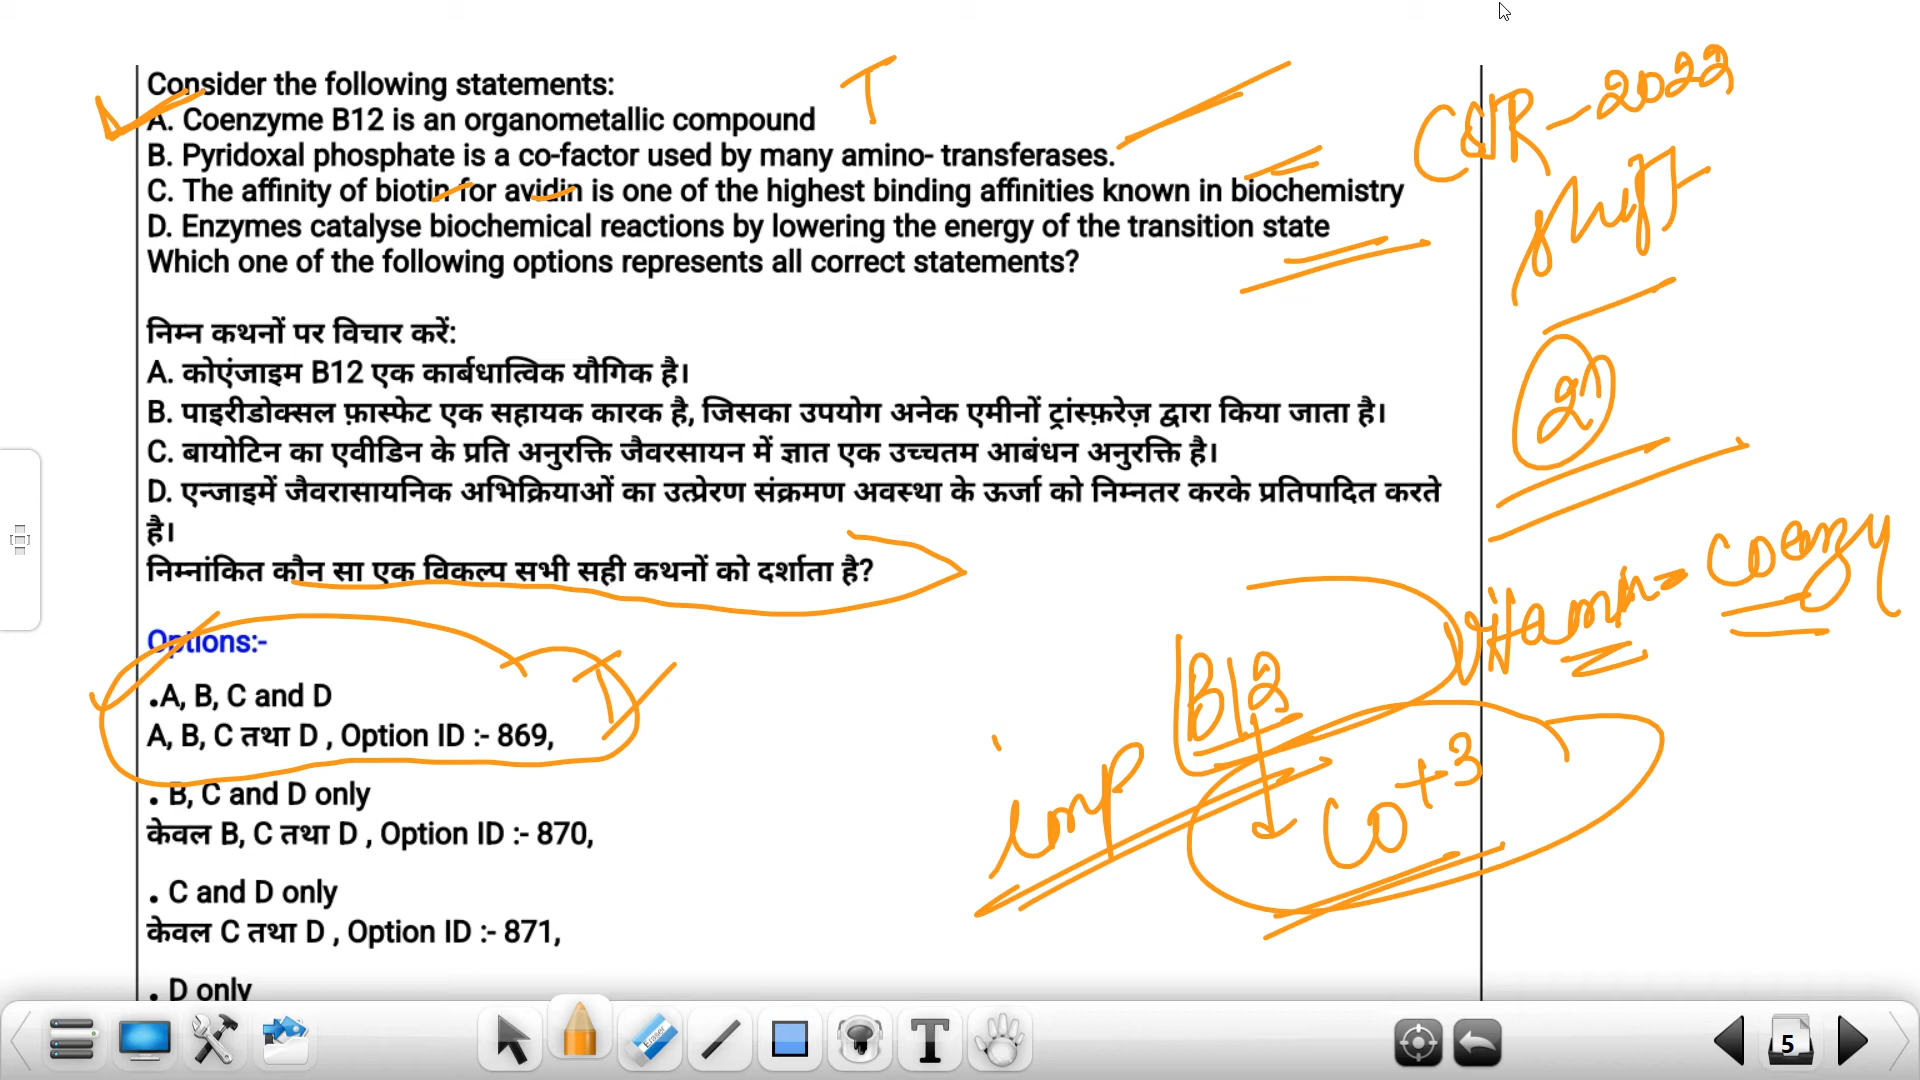 Consider the following statements:
A. Coenzyme B12 is an organometallic compound
T
B. Pyridoxal phosphate is a co-factor used by many amino- transferases.
C. The affinity of biotin for avidin is one of the highest binding affinities known in biochemistry
D. Enzymes catalyse biochemical reactions by lowering the energy of the transition state
Which one of the following options represents all correct statements?
CSIR-2022
shift
2
निम्न कथनों पर विचार करें:
A. कोएंजाइम B12 एक कार्बधात्विक यौगिक है।
B. पाइरीडोक्सल फ़ास्फेट एक सहायक कारक है, जिसका उपयोग अनेक एमीनों ट्रांस्फ़रेज़ द्वारा किया जाता है।
C. बायोटिन का एवीडिन के प्रति अनुरक्ति जैवरसायन में ज्ञात एक उच्चतम आबंधन अनुरक्ति है।
D. एन्जाइमें जैवरासायनिक अभिक्रियाओं का उत्प्रेरण संक्रमण अवस्था के ऊर्जा को निम्नतर करके प्रतिपादित करते
है।
निम्नांकित कौन सा एक विकल्प सभी सही कथनों को दर्शाता है?
Options:-
.A, B, C and D
A, B, C तथा D , Option ID :- 869,
. B, C and D only
केवल B, C तथा D , Option ID :- 870,
. C and D only
केवल C तथा D , Option ID :- 871,
. D only
Vitamin = Coenzy
B12
imp
Co+3
Eraser
T
5